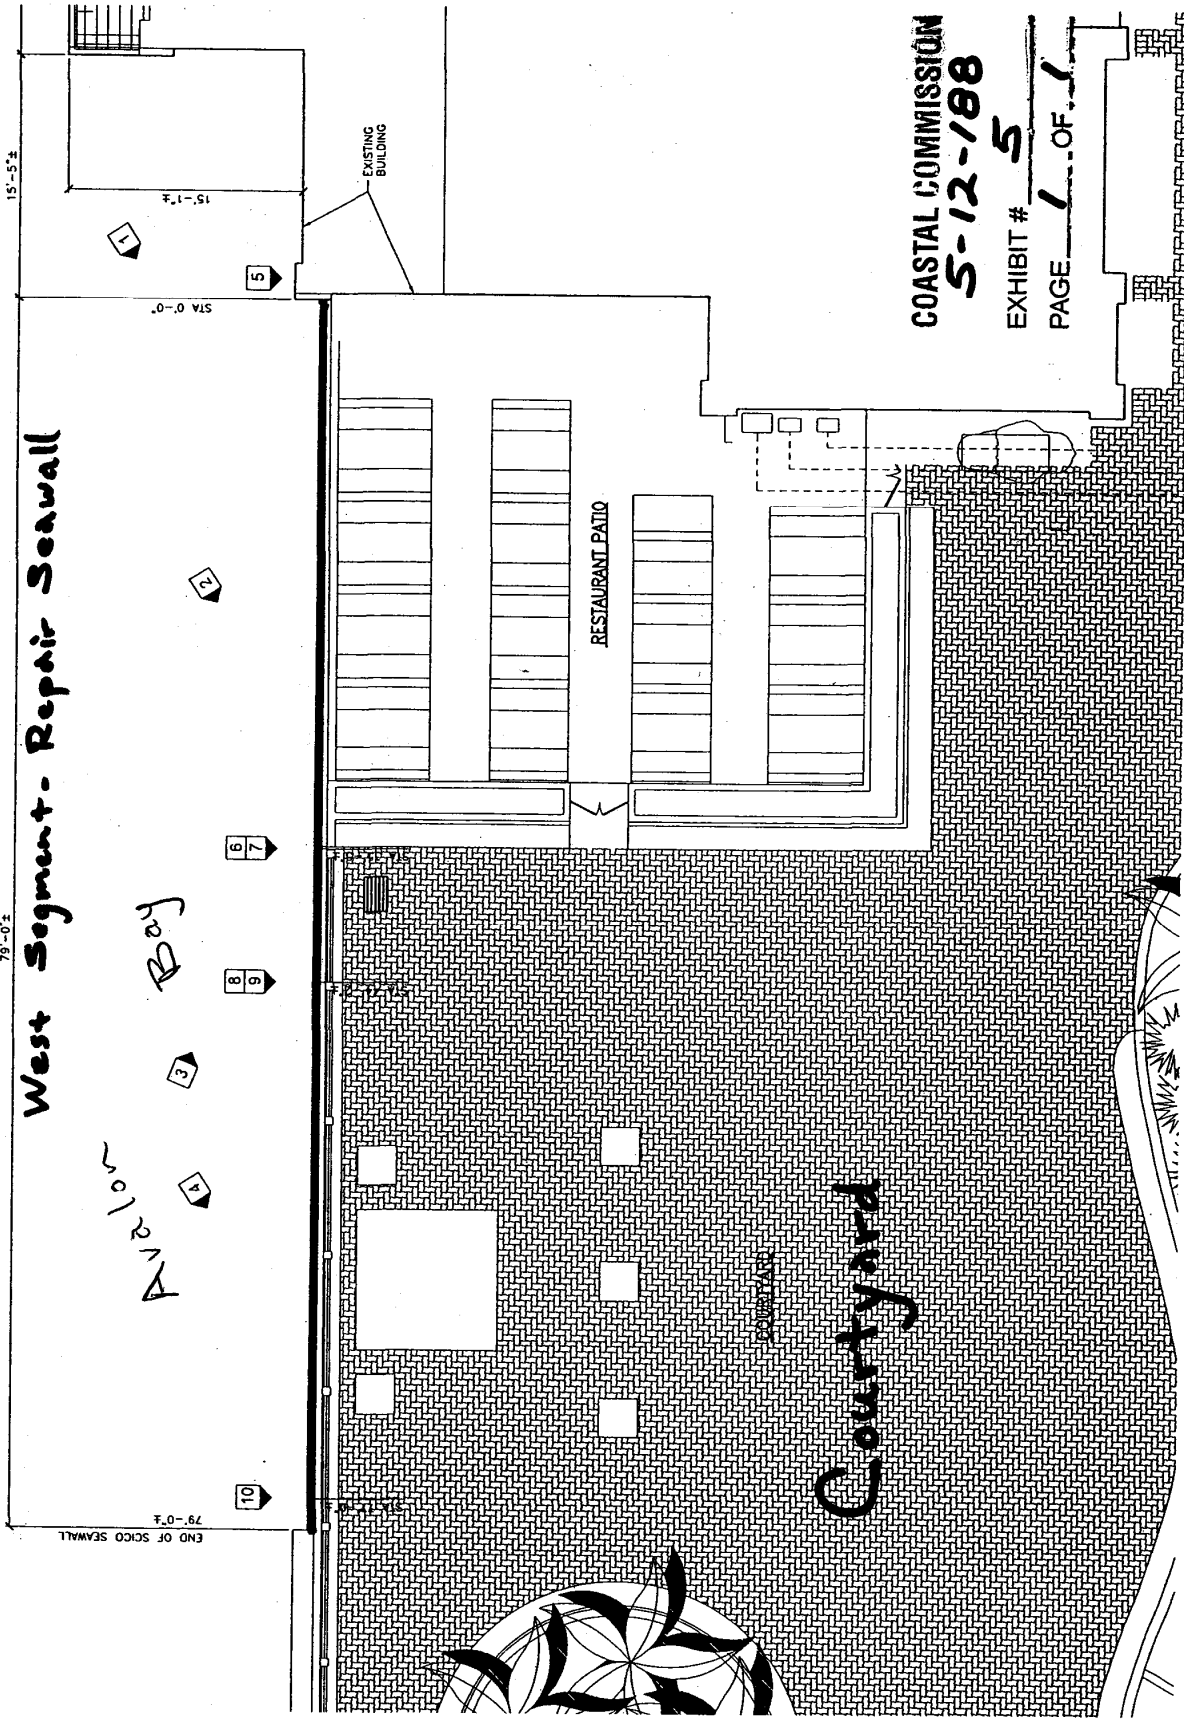 79'-0"±
15'-5"±
West Segment - Repair Seawall
END OF SCICO SEAWALL
79'-0"±
STA 0'-0"
15'-1"±
Avalon Bay
10
4
3
8
9
6
7
2
5
1
EXISTING
BUILDING
RESTAURANT PATIO
COURTYARD
Courtyard
COASTAL COMMISSION
5-12-188
EXHIBIT # 5
PAGE 1 OF 1